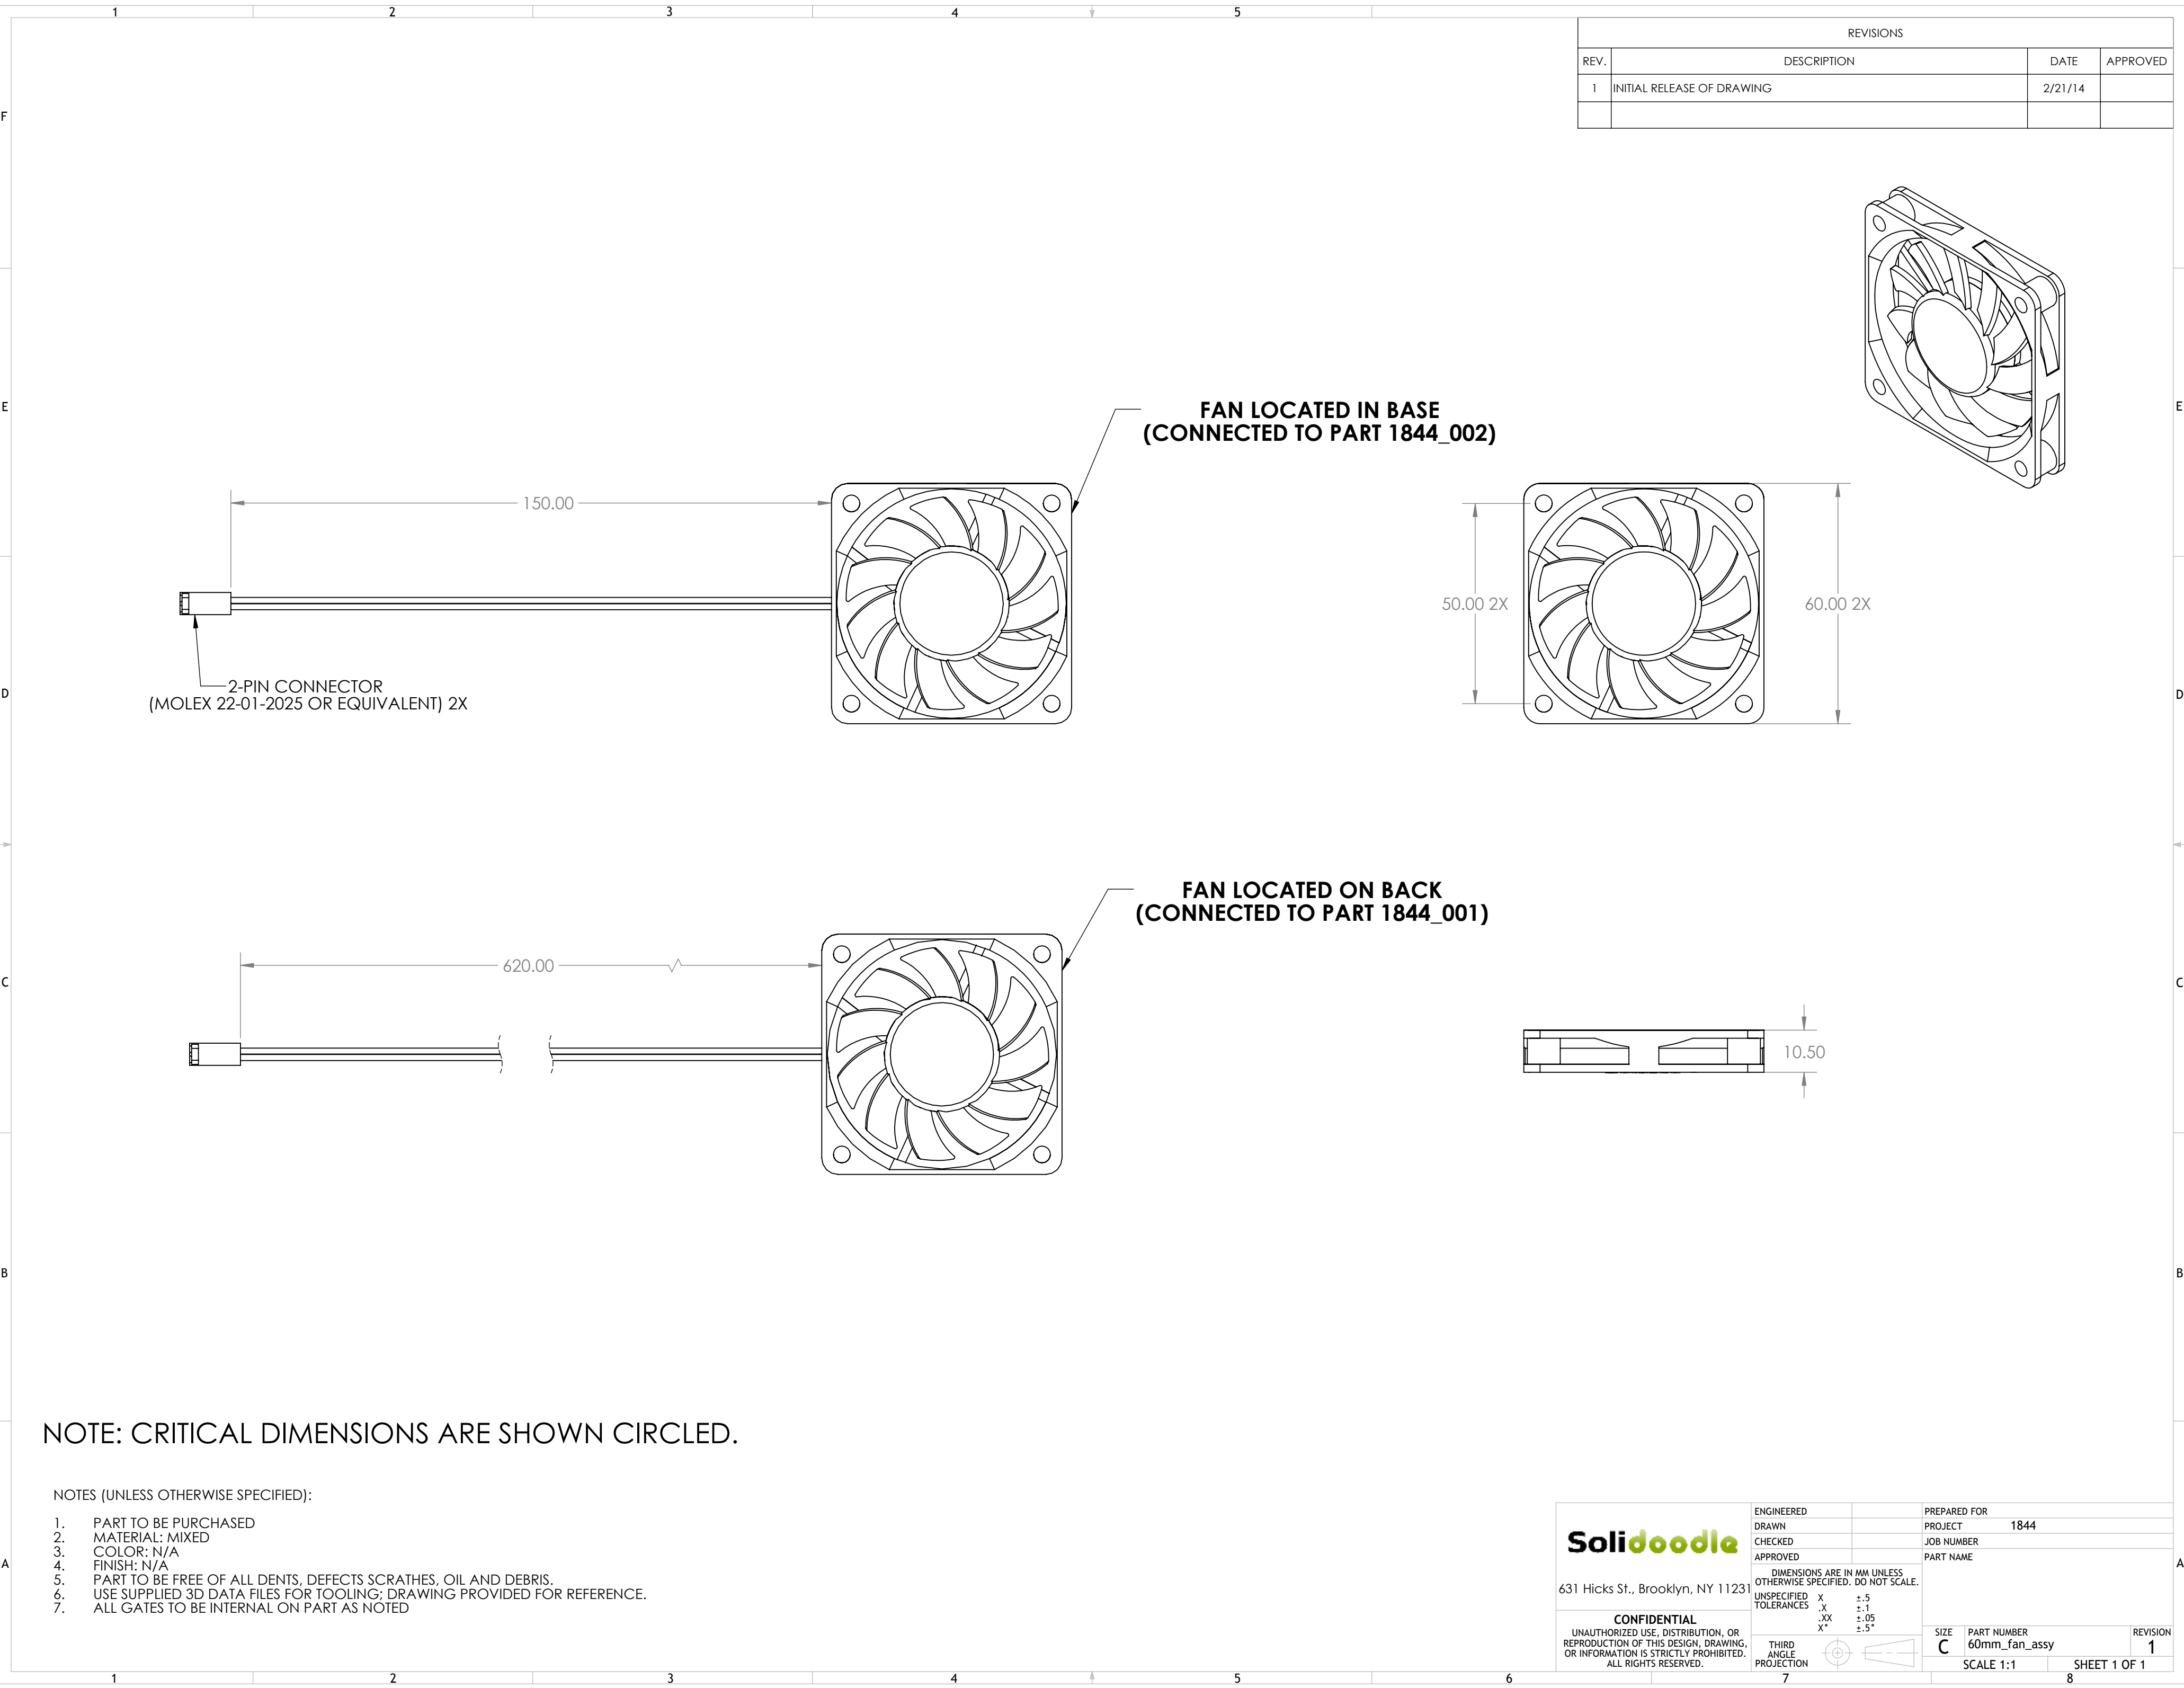 1 2 3 4 5
REVISIONS
REV. DESCRIPTION DATE APPROVED
1 INITIAL RELEASE OF DRAWING 2/21/14
F
E E
FAN LOCATED IN BASE
(CONNECTED TO PART 1844_002)
150.00
50.00 2X
60.00 2X
2-PIN CONNECTOR
(MOLEX 22-01-2025 OR EQUIVALENT) 2X
D D
FAN LOCATED ON BACK
(CONNECTED TO PART 1844_001)
620.00
C C
10.50
B B
NOTE: CRITICAL DIMENSIONS ARE SHOWN CIRCLED.
NOTES (UNLESS OTHERWISE SPECIFIED):
1. PART TO BE PURCHASED
2. MATERIAL: MIXED
3. COLOR: N/A
4. FINISH: N/A
5. PART TO BE FREE OF ALL DENTS, DEFECTS SCRATHES, OIL AND DEBRIS.
6. USE SUPPLIED 3D DATA FILES FOR TOOLING; DRAWING PROVIDED FOR REFERENCE.
7. ALL GATES TO BE INTERNAL ON PART AS NOTED
A A
Solidoodle
631 Hicks St., Brooklyn, NY 11231
CONFIDENTIAL
UNAUTHORIZED USE, DISTRIBUTION, OR
REPRODUCTION OF THIS DESIGN, DRAWING,
OR INFORMATION IS STRICTLY PROHIBITED.
ALL RIGHTS RESERVED.
ENGINEERED
DRAWN
CHECKED
APPROVED
DIMENSIONS ARE IN MM UNLESS
OTHERWISE SPECIFIED. DO NOT SCALE.
UNSPECIFIED TOLERANCES
X ±.5
.X ±.1
.XX ±.05
X° ±.5°
THIRD
ANGLE
PROJECTION
PREPARED FOR
PROJECT 1844
JOB NUMBER
PART NAME
SIZE PART NUMBER REVISION
C 60mm_fan_assy 1
SCALE 1:1 SHEET 1 OF 1
1 2 3 4 5 6 7 8